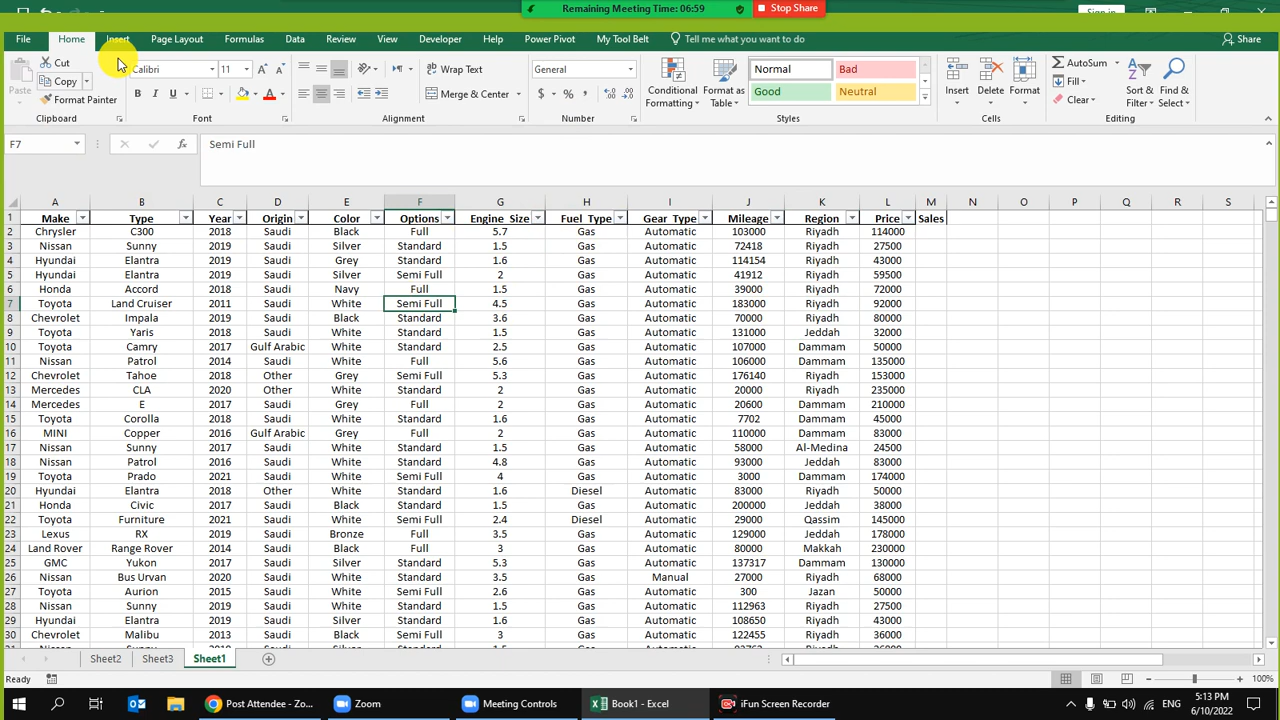 Remaining Meeting Time: 06:59 Stop Share
File Home Insert Page Layout Formulas Data Review View Developer Help Power Pivot My Tool Belt Tell me what you want to do Share
Cut Calibri 11 Wrap Text General Normal Bad AutoSum
Paste Copy Conditional Formatting Format as Table Good Neutral Insert Delete Format Fill Sort & Filter Find & Select
Format Painter B I U A Merge & Center $ % Clear
Clipboard Font Alignment Number Styles Cells Editing
F7 fx Semi Full
A B C D E F G H I J K L M N O P Q R S
1 Make Type Year Origin Color Options Engine_Size Fuel_Type Gear_Type Mileage Region Price Sales
2 Chrysler C300 2018 Saudi Black Full 5.7 Gas Automatic 103000 Riyadh 114000
3 Nissan Sunny 2019 Saudi Silver Standard 1.5 Gas Automatic 72418 Riyadh 27500
4 Hyundai Elantra 2019 Saudi Grey Standard 1.6 Gas Automatic 114154 Riyadh 43000
5 Hyundai Elantra 2019 Saudi Silver Semi Full 2 Gas Automatic 41912 Riyadh 59500
6 Honda Accord 2018 Saudi Navy Full 1.5 Gas Automatic 39000 Riyadh 72000
7 Toyota Land Cruiser 2011 Saudi White Semi Full 4.5 Gas Automatic 183000 Riyadh 92000
8 Chevrolet Impala 2019 Saudi Black Standard 3.6 Gas Automatic 70000 Riyadh 80000
9 Toyota Yaris 2018 Saudi White Standard 1.5 Gas Automatic 131000 Jeddah 32000
10 Toyota Camry 2017 Gulf Arabic White Standard 2.5 Gas Automatic 107000 Dammam 50000
11 Nissan Patrol 2014 Saudi White Full 5.6 Gas Automatic 106000 Dammam 135000
12 Chevrolet Tahoe 2018 Other Grey Semi Full 5.3 Gas Automatic 176140 Riyadh 153000
13 Mercedes CLA 2020 Other White Standard 2 Gas Automatic 20000 Riyadh 235000
14 Mercedes E 2017 Saudi Grey Full 2 Gas Automatic 20600 Dammam 210000
15 Toyota Corolla 2018 Saudi White Standard 1.6 Gas Automatic 7702 Dammam 45000
16 MINI Copper 2016 Gulf Arabic Grey Full 2 Gas Automatic 110000 Dammam 83000
17 Nissan Sunny 2019 Saudi White Standard 1.5 Gas Automatic 58000 Al-Medina 24500
18 Nissan Patrol 2016 Saudi White Standard 4.8 Gas Automatic 93000 Jeddah 83000
19 Toyota Prado 2021 Saudi White Semi Full 4 Gas Automatic 3000 Dammam 174000
20 Hyundai Elantra 2018 Other White Standard 1.6 Diesel Automatic 83000 Riyadh 50000
21 Honda Civic 2016 Saudi Black Standard 1.6 Gas Automatic 200000 Jeddah 38000
22 Toyota Furniture 2021 Saudi White Semi Full 2.4 Diesel Automatic 29000 Qassim 145000
23 Lexus RX 2019 Saudi Bronze Full 3.5 Gas Automatic 129000 Jeddah 178000
24 Land Rover Range Rover 2014 Saudi Black Full 3 Gas Automatic 80000 Makkah 230000
25 GMC Yukon 2017 Saudi Silver Semi Full 5.3 Gas Automatic 137317 Dammam 130000
26 Nissan Bus Urvan 2020 Saudi White Standard 3.5 Gas Manual 27000 Riyadh 68000
27 Toyota Aurion 2015 Saudi White Semi Full 2.6 Gas Automatic 300 Jazan 50000
28 Nissan Sunny 2019 Saudi White Standard 1.5 Gas Automatic 112963 Riyadh 27500
29 Hyundai Elantra 2019 Saudi Silver Standard 1.6 Gas Automatic 108650 Riyadh 43000
30 Chevrolet Malibu 2013 Saudi Black Semi Full 3 Gas Automatic 122455 Riyadh 36000
Sheet2 Sheet3 Sheet1
Ready 100%
Post Attendee - Zo... Zoom Meeting Controls Book1 - Excel iFun Screen Recorder ENG 5:13 PM
6/10/2022